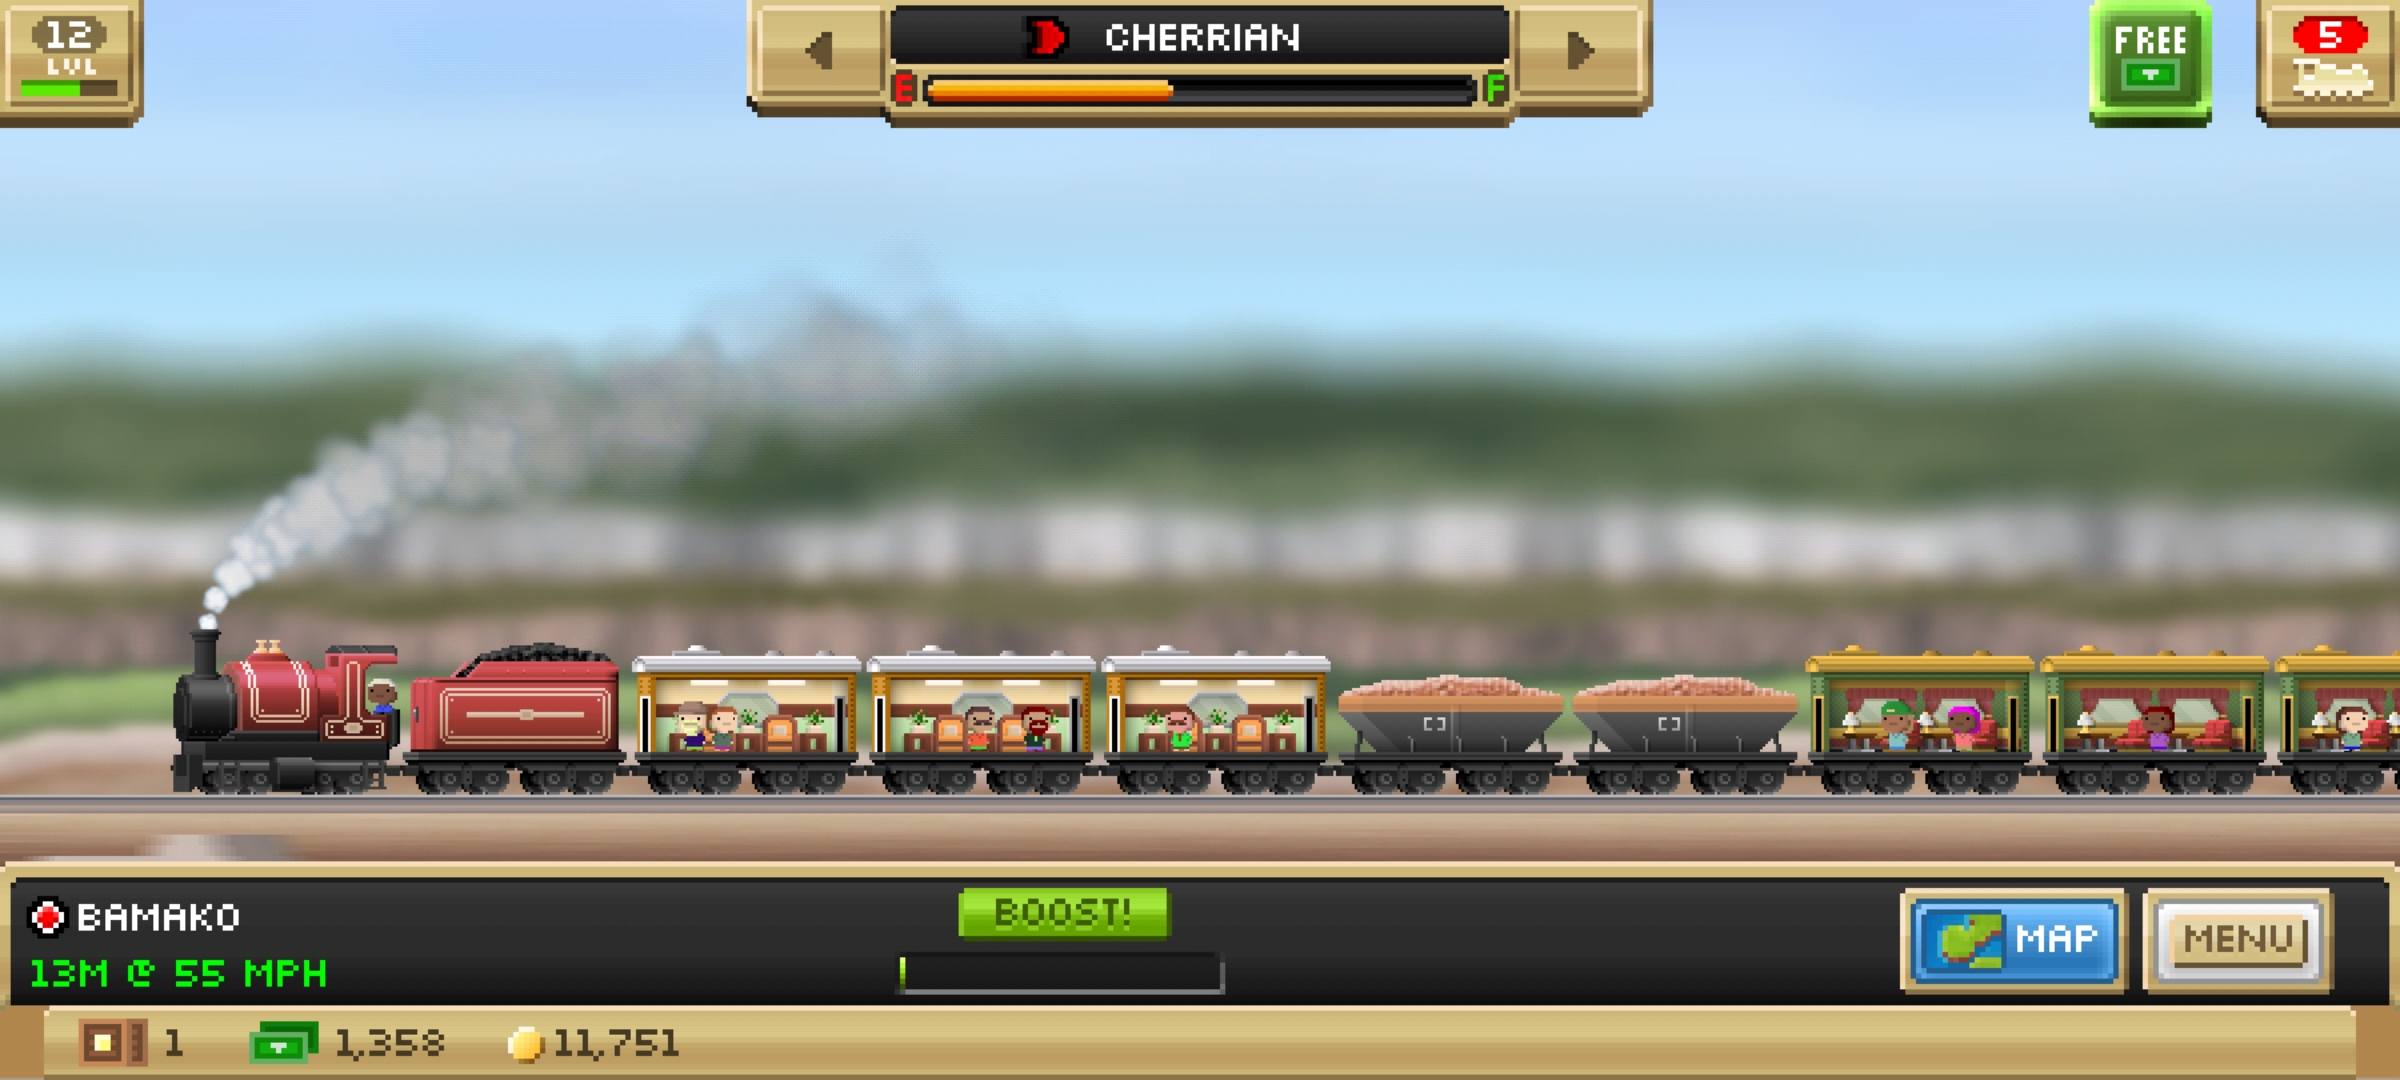 12
LVL
CHERRIAN
E F
FREE
5
BAMAKO
13M @ 55 MPH
BOOST!
MAP
MENU
1
1,358
11,751